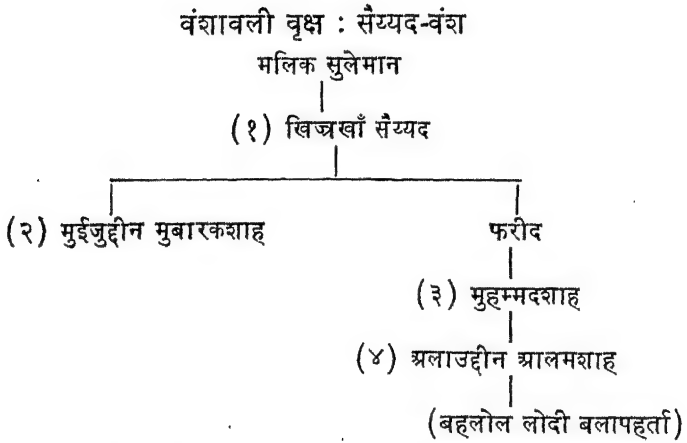 वंशावली वृक्ष : सैय्यद-वंश
मलिक सुलेमान
(१) खिज्रखाँ सैय्यद
(२) मुईजुद्दीन मुबारकशाह
फरीद
(३) मुहम्मदशाह
(४) अलाउद्दीन आलमशाह
(बहलोल लोदी बलापहर्ता)